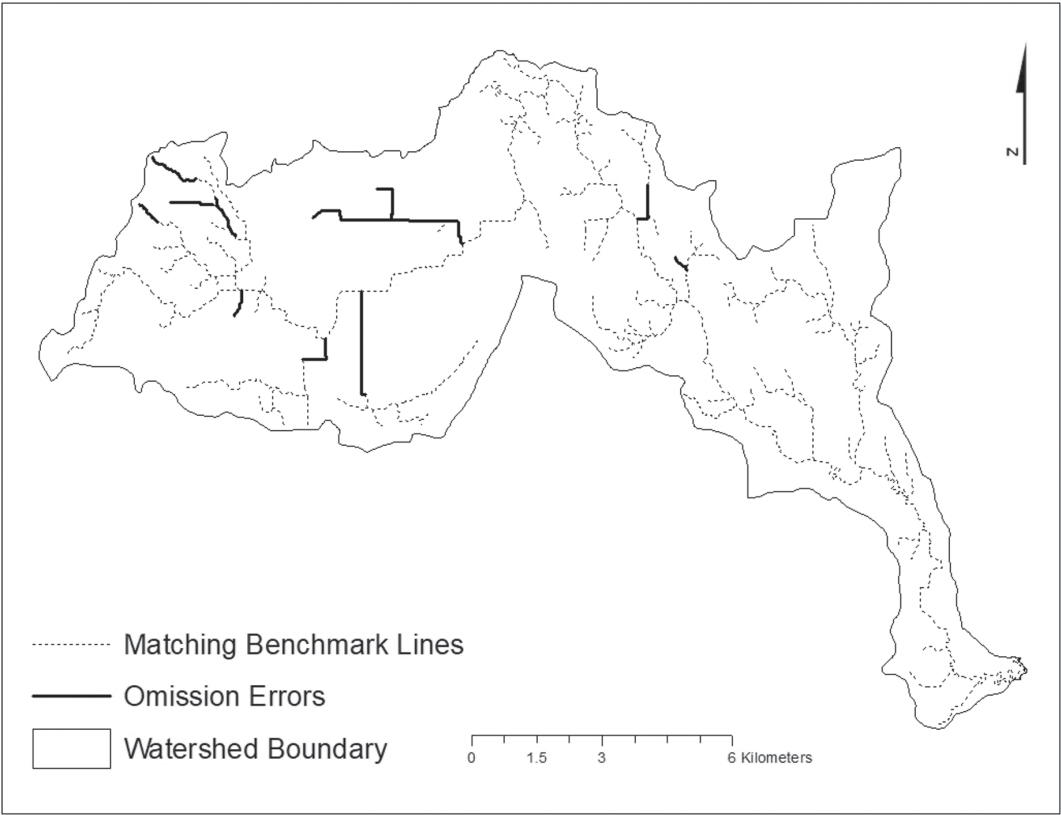 N
Matching Benchmark Lines
Omission Errors
Watershed Boundary
0 1.5 3 6 Kilometers